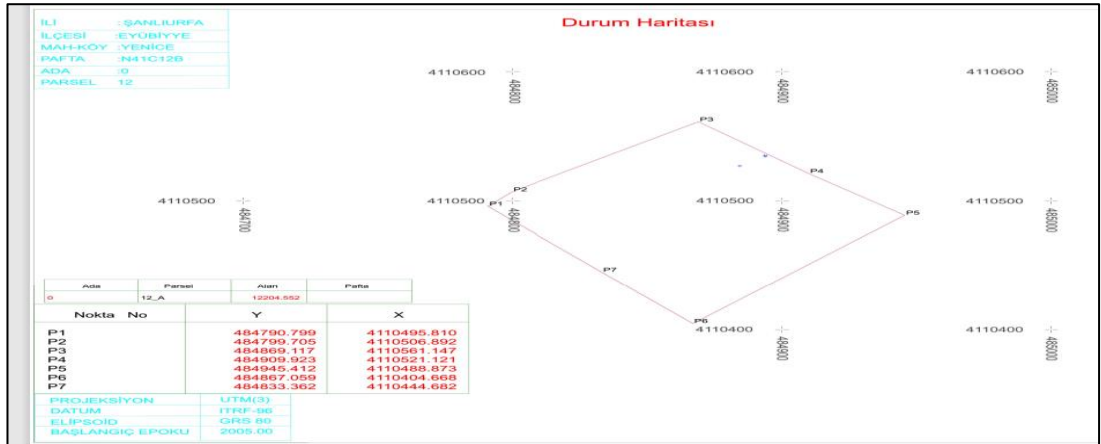 Durum Haritası
İLİ :ŞANLIURFA
İLÇESİ :EYÜBİYYE
MAH-KÖY :YENİCE
PAFTA :N41C12B
ADA :0
PARSEL 12
4110600 484800
4110600 484900
4110600 485000
P3
P4
P2
P1
P5
P7
P6
4110500 484700
4110500 484800
4110500 484900
4110500 485000
4110400 484900
4110400 485000
Ada Parsel Alan Pafta
0 12_A 12204.552
Nokta No Y X
P1 484790.799 4110495.810
P2 484799.705 4110506.892
P3 484869.117 4110561.147
P4 484909.923 4110521.121
P5 484945.412 4110488.873
P6 484867.059 4110404.668
P7 484833.362 4110444.682
PROJEKSİYON UTM(3)
DATUM ITRF-96
ELİPSOİD GRS 80
BAŞLANGIÇ EPOKU 2005.00